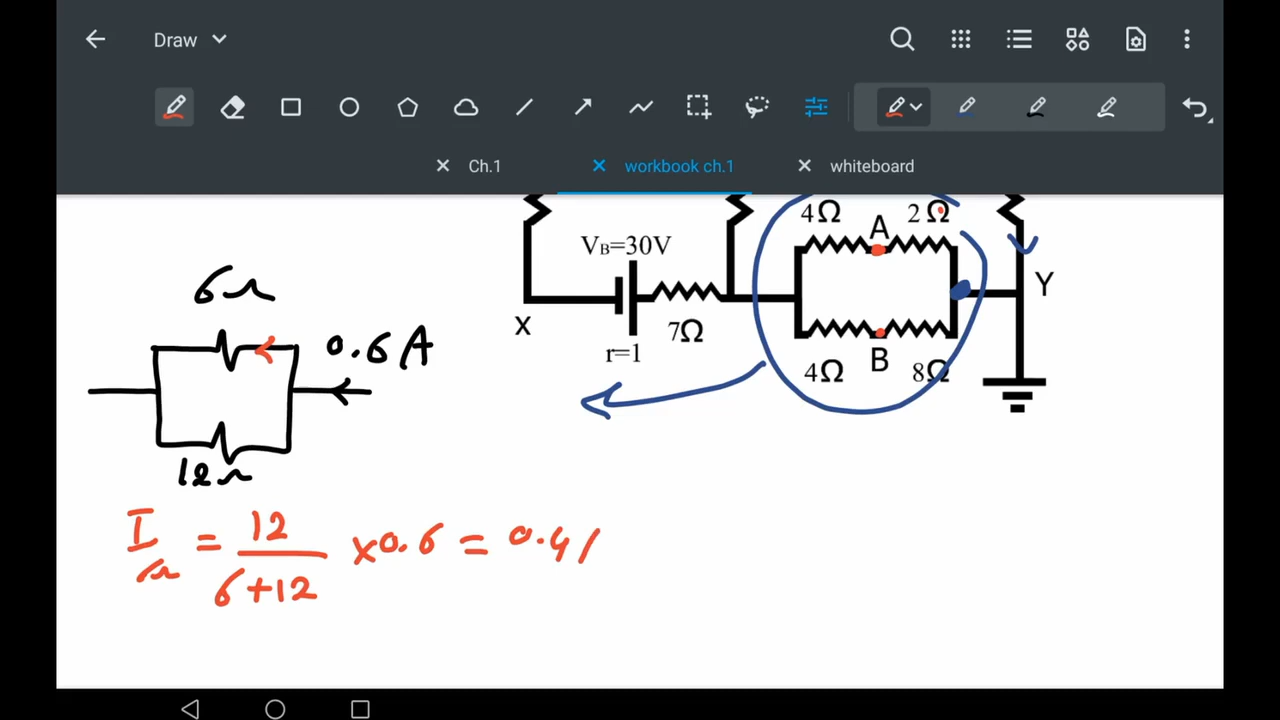 Draw
Ch.1
workbook ch.1
whiteboard
4Ω
A
2Ω
VB=30V
Y
X
7Ω
r=1
4Ω
B
8Ω
6Ω
0.6 A
12Ω
I = 12 / 6+12 × 0.6 = 0.4